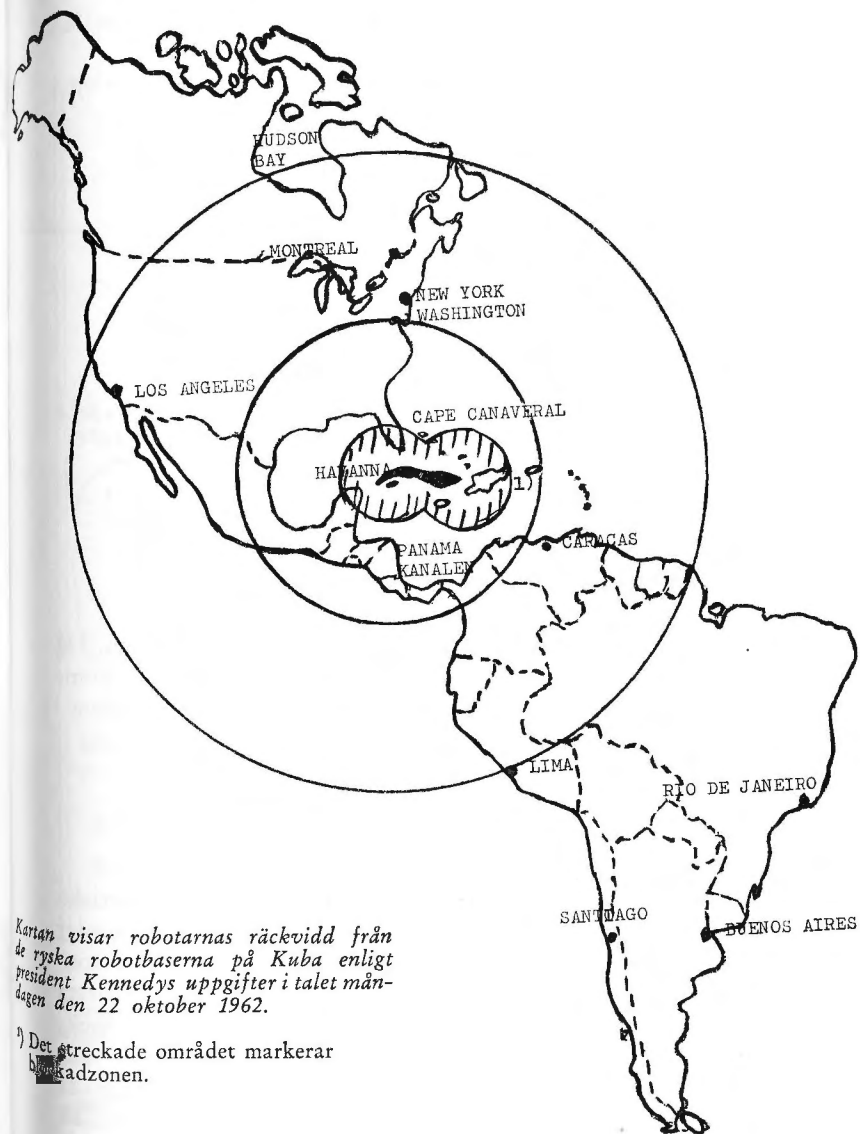 HUDSON
BAY
MONTREAL
NEW YORK
WASHINGTON
LOS ANGELES
CAPE CANAVERAL
HAVANNA
1)
PANAMA
KANALEN
CARACAS
LIMA
RIO DE JANEIRO
SANTIAGO
BUENOS AIRES
Kartan visar robotarnas räckvidd från
de ryska robotbaserna på Kuba enligt
president Kennedys uppgifter i talet mån-
dagen den 22 oktober 1962.
¹) Det streckade området markerar
blockadzonen.